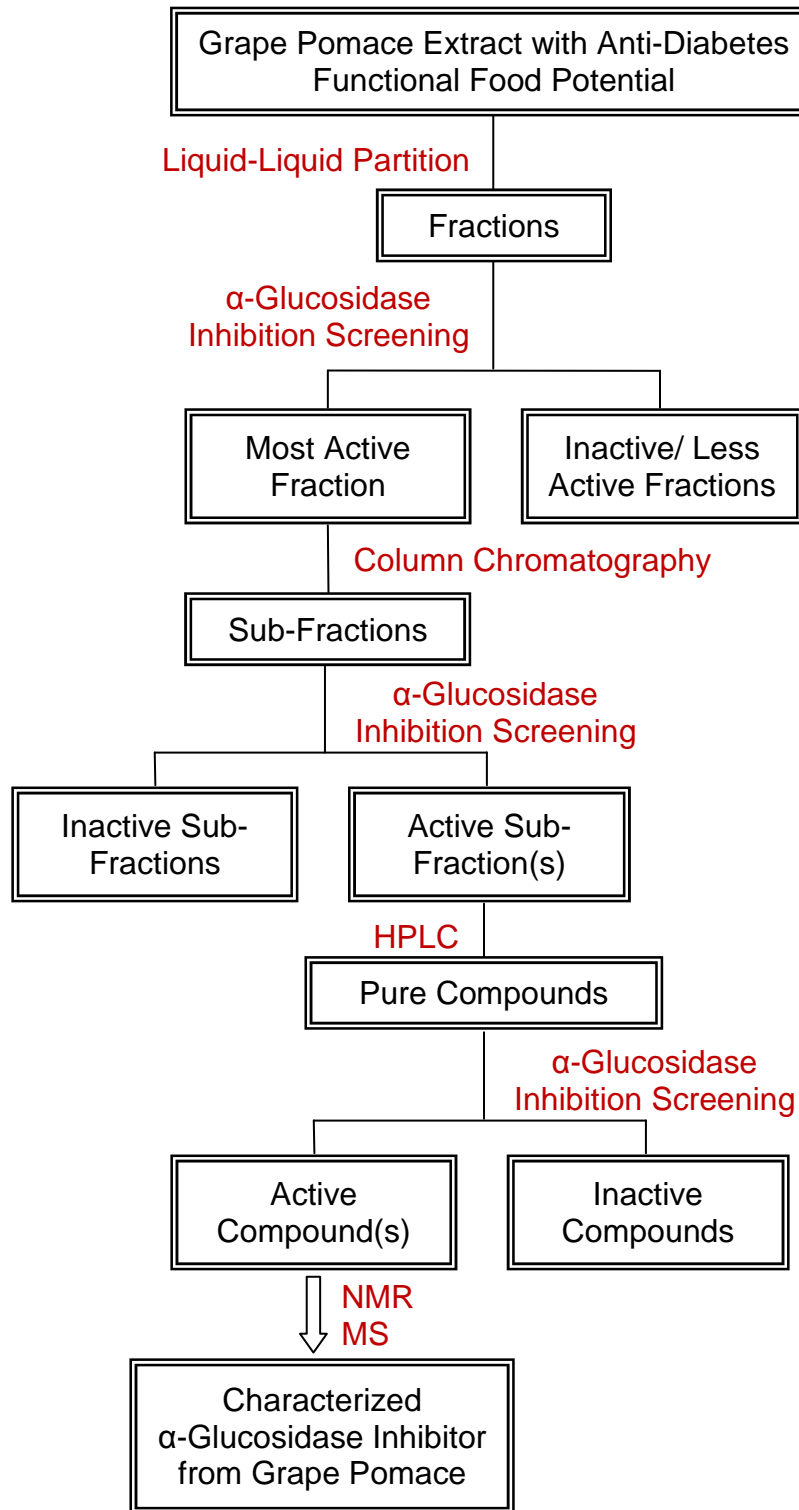 Grape Pomace Extract with Anti-Diabetes
Functional Food Potential
Liquid-Liquid Partition
Fractions
α-Glucosidase
Inhibition Screening
Most Active
Fraction
Inactive/ Less
Active Fractions
Column Chromatography
Sub-Fractions
α-Glucosidase
Inhibition Screening
Inactive Sub-
Fractions
Active Sub-
Fraction(s)
HPLC
Pure Compounds
α-Glucosidase
Inhibition Screening
Active
Compound(s)
Inactive
Compounds
NMR
MS
Characterized
α-Glucosidase Inhibitor
from Grape Pomace